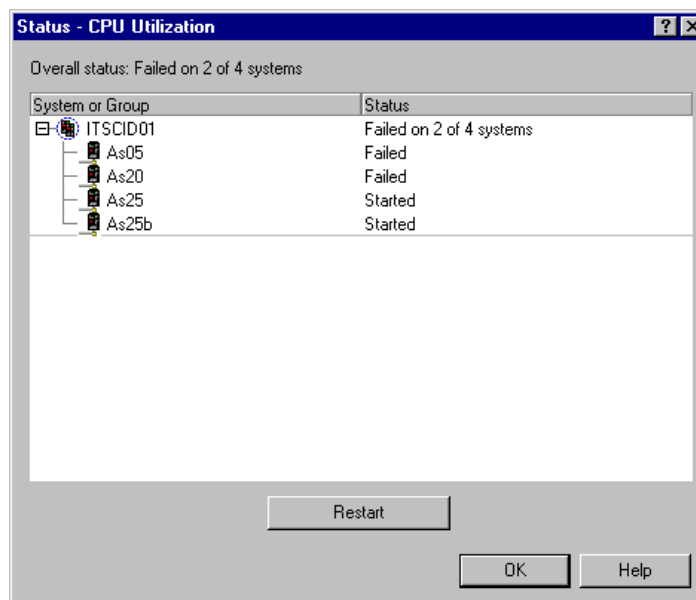 Status - CPU Utilization
Overall status: Failed on 2 of 4 systems
System or Group Status
ITSCID01 Failed on 2 of 4 systems
As05 Failed
As20 Failed
As25 Started
As25b Started
Restart
OK Help